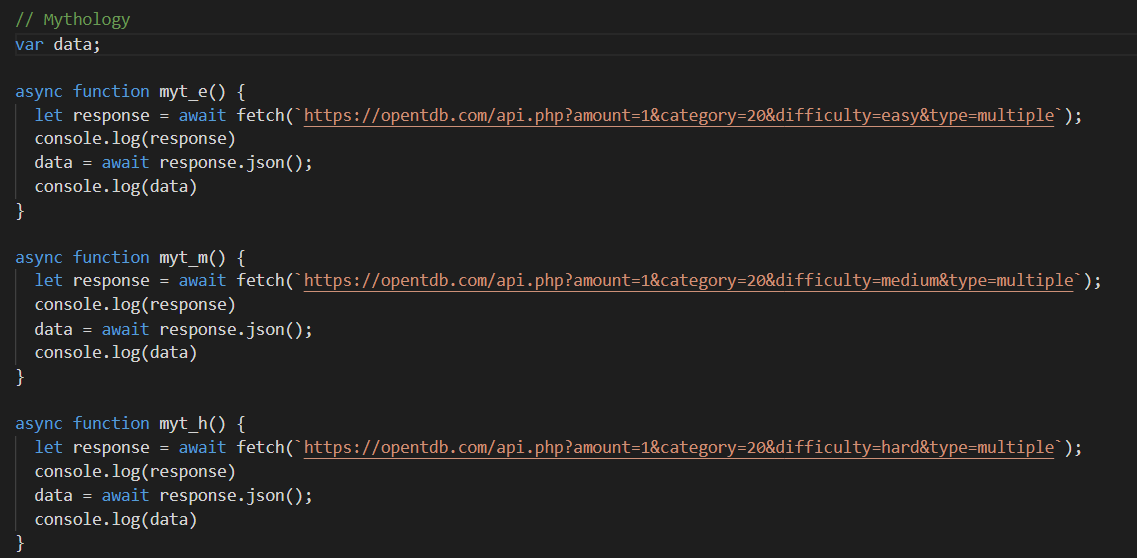 // Mythology
var data;
async function myt_e() {
let response = await fetch(`https://opentdb.com/api.php?amount=1&category=20&difficulty=easy&type=multiple`);
console.log(response)
data = await response.json();
console.log(data)
}
async function myt_m() {
let response = await fetch(`https://opentdb.com/api.php?amount=1&category=20&difficulty=medium&type=multiple`);
console.log(response)
data = await response.json();
console.log(data)
}
async function myt_h() {
let response = await fetch(`https://opentdb.com/api.php?amount=1&category=20&difficulty=hard&type=multiple`);
console.log(response)
data = await response.json();
console.log(data)
}